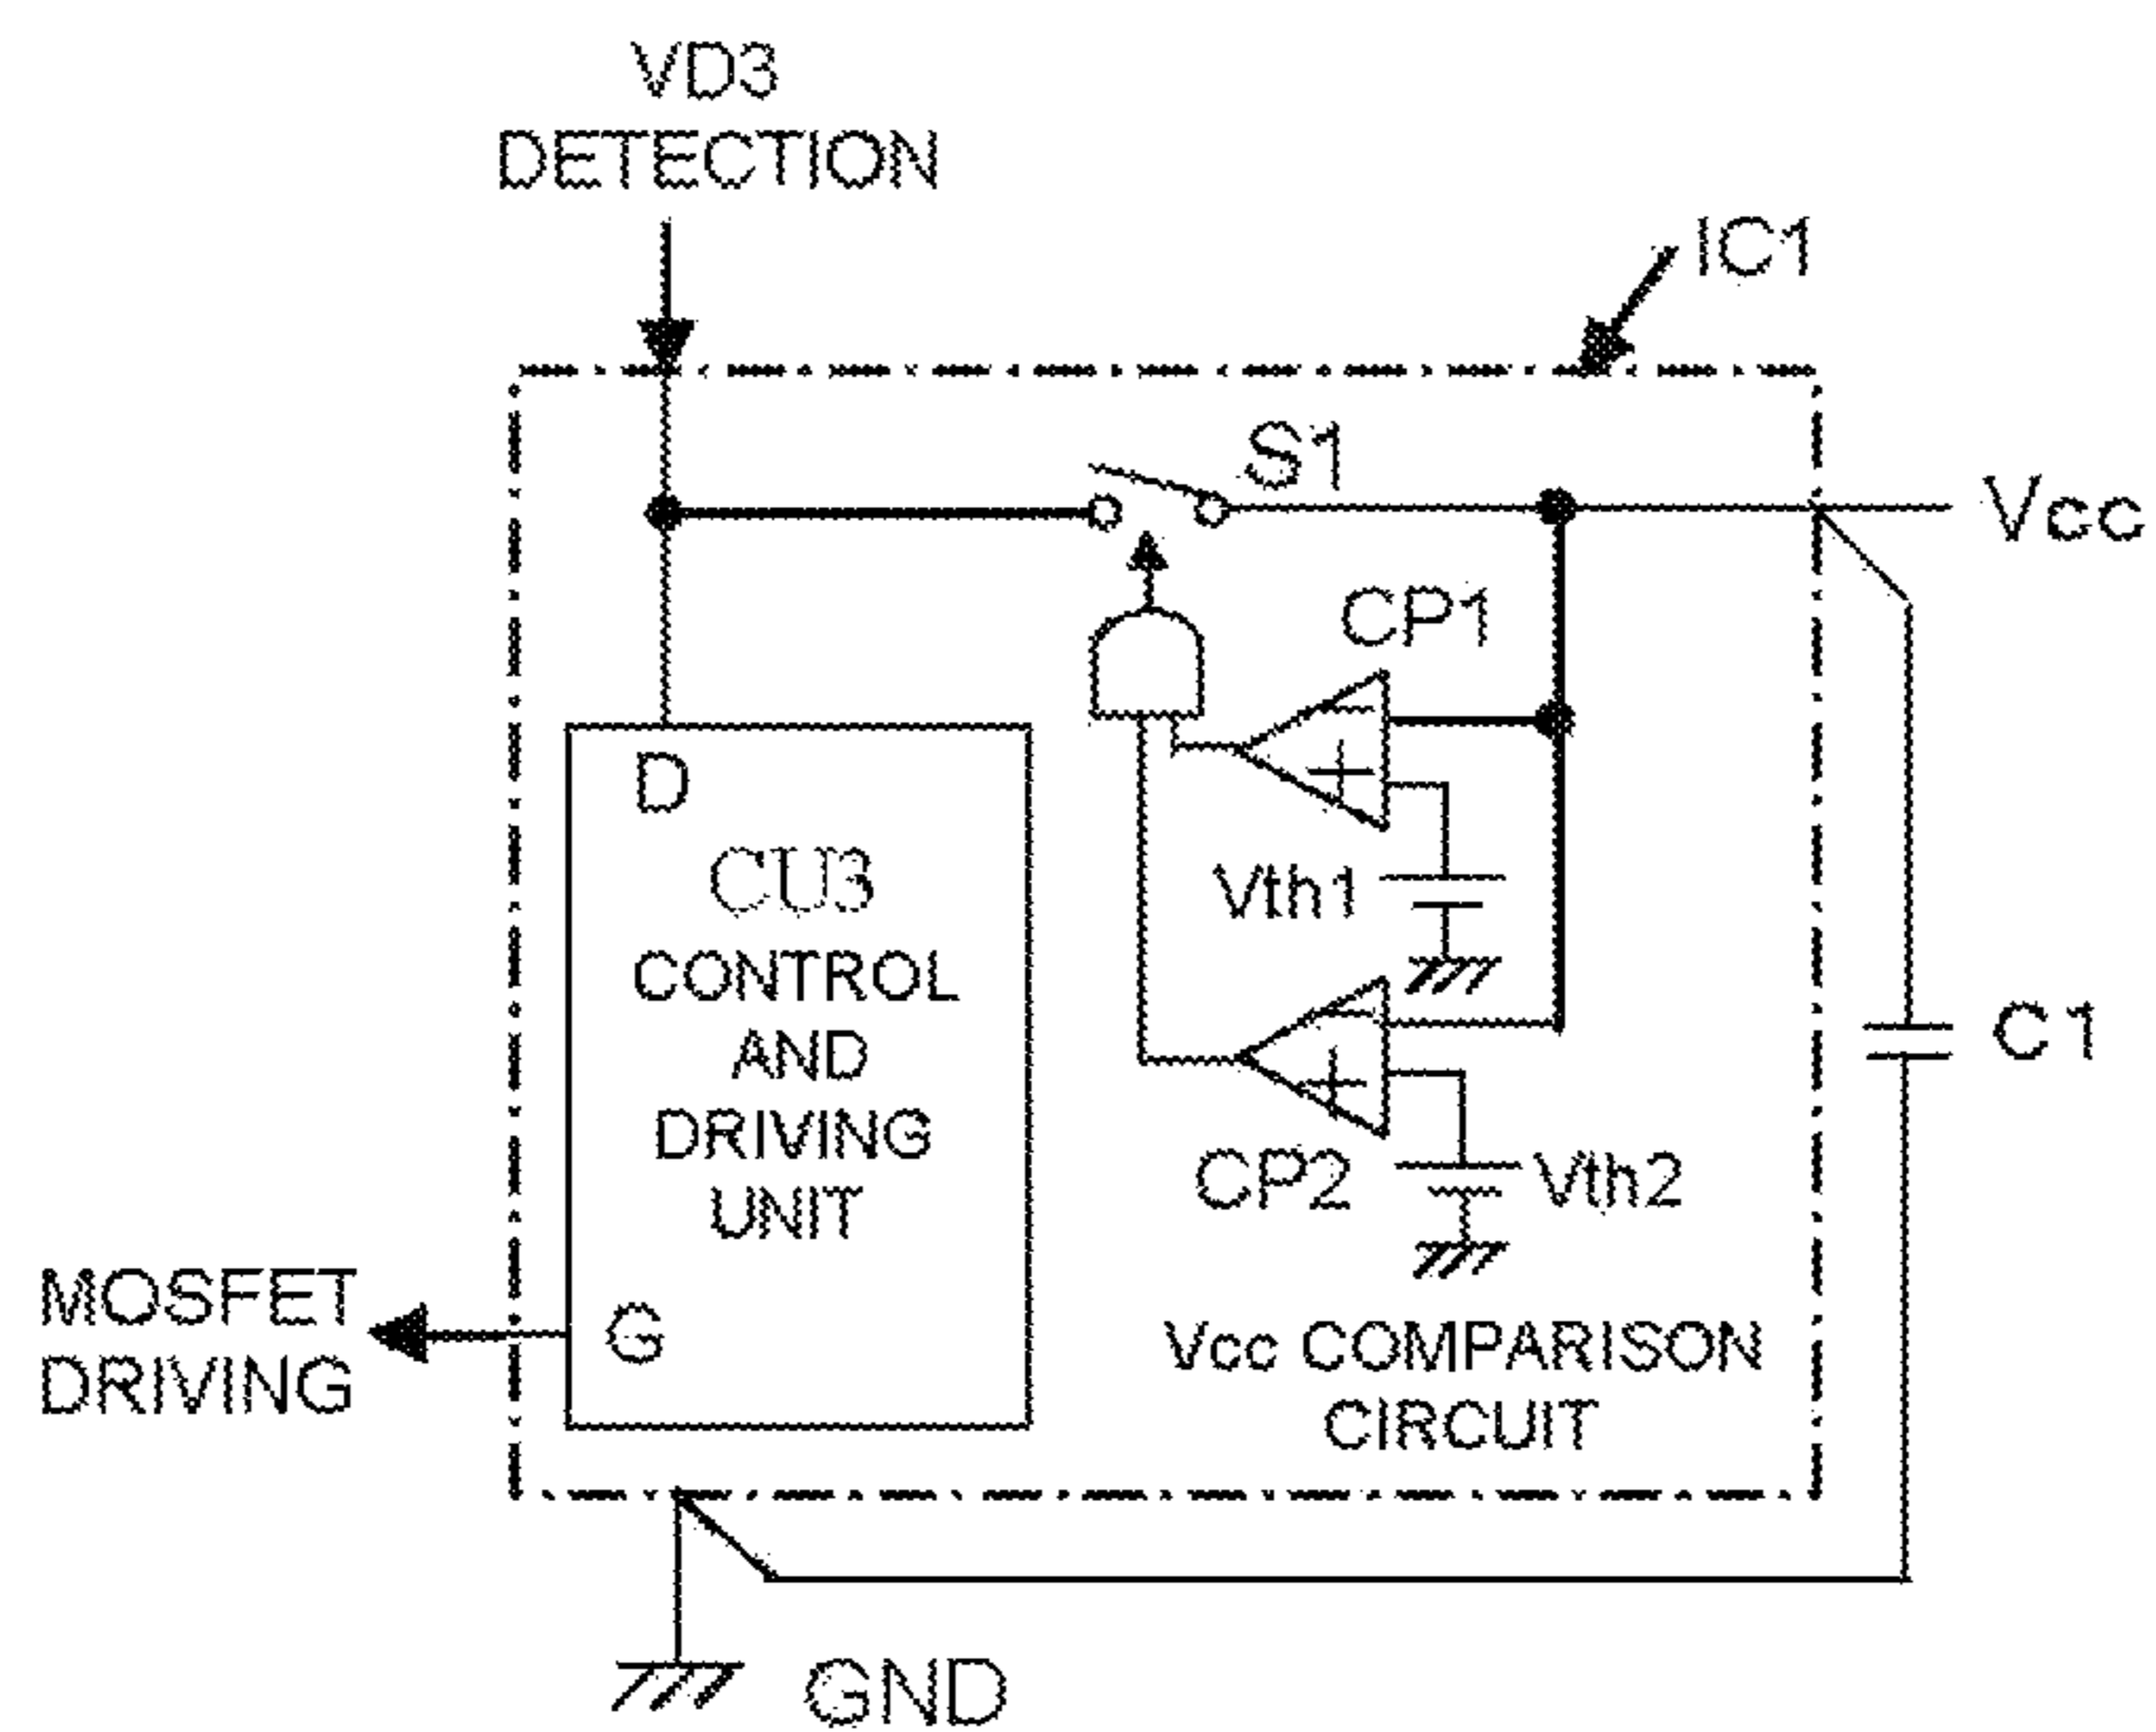 VD3
DETECTION
IC1
S1
Vcc
CP1
D
CU3
CONTROL
AND
DRIVING
UNIT
Vth1
C1
CP2
Vth2
MOSFET
DRIVING
G
Vcc COMPARISON
CIRCUIT
GND